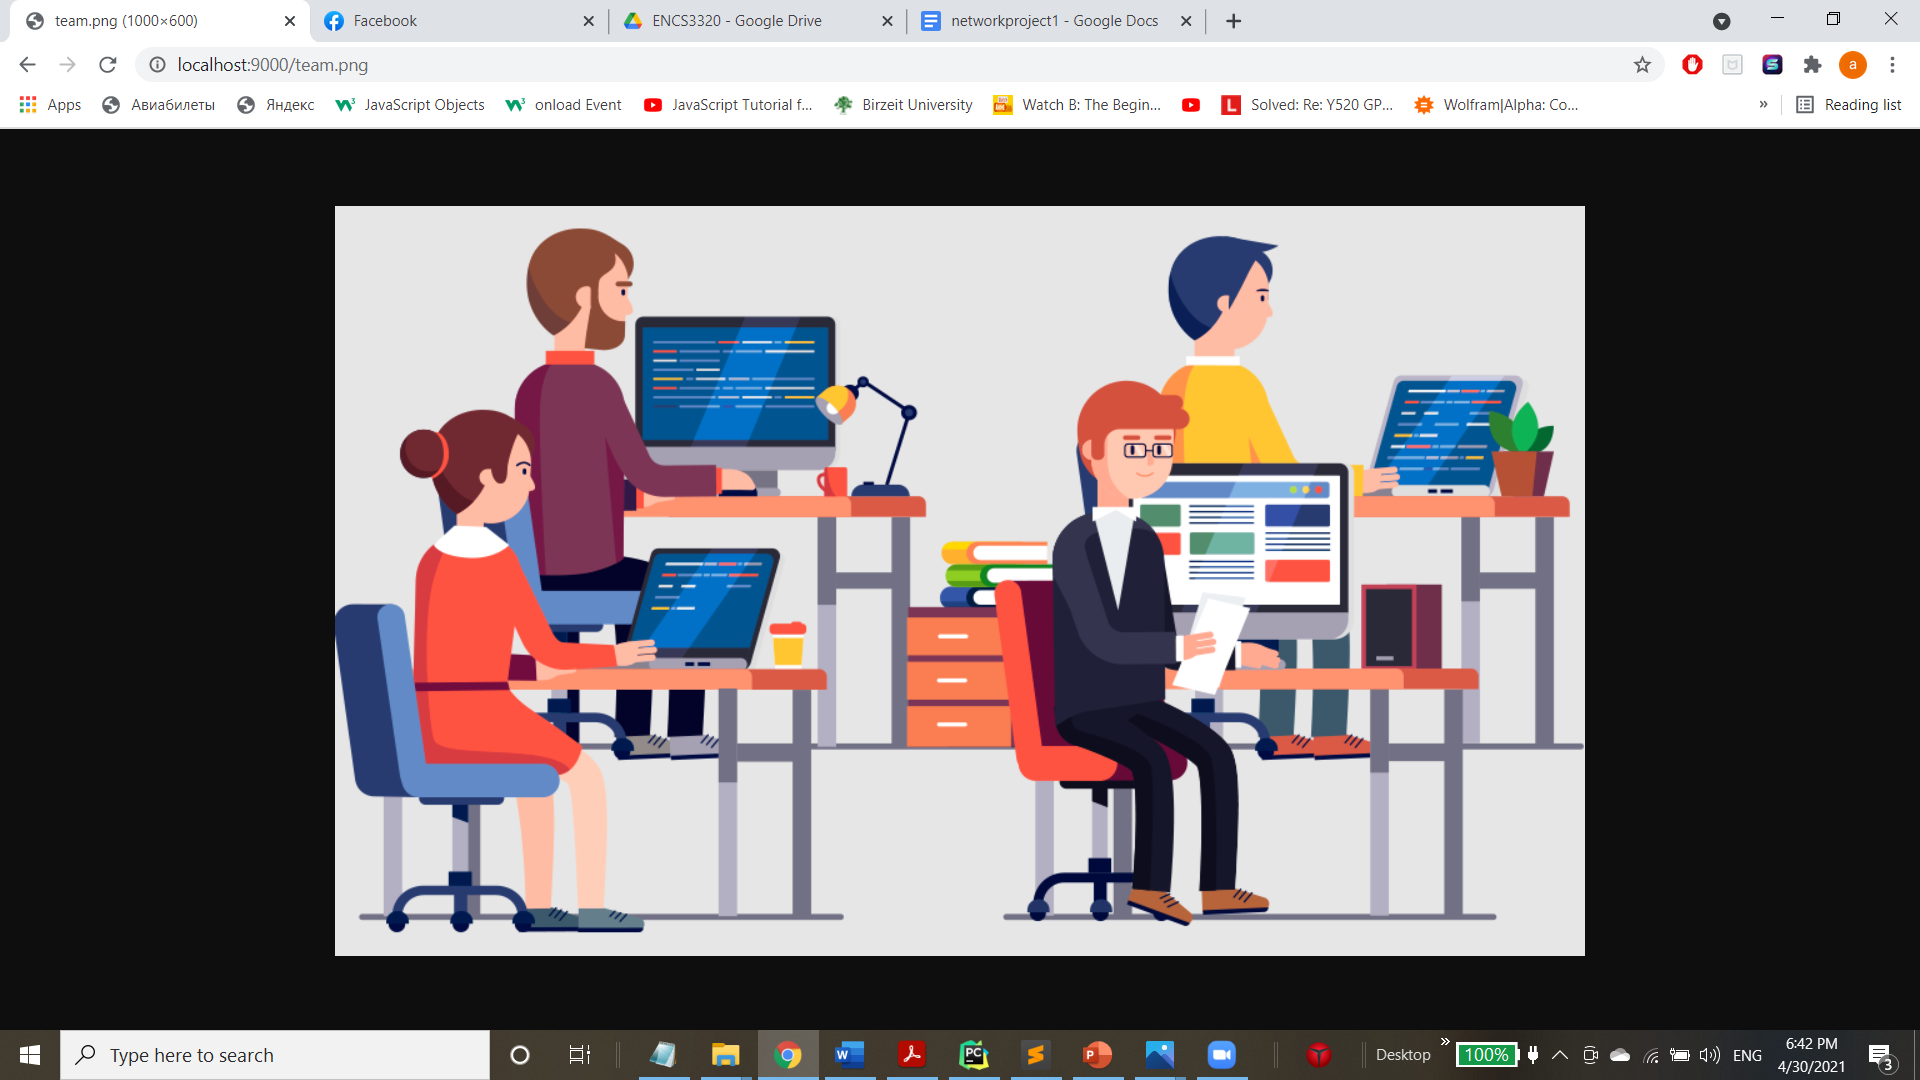 team.png (1000×600)
Facebook
ENCS3320 - Google Drive
networkproject1 - Google Docs
localhost:9000/team.png
a
Apps
Авиабилеты
Яндекс
JavaScript Objects
onload Event
JavaScript Tutorial f...
Birzeit University
Watch B: The Begin...
L
Solved: Re: Y520 GP...
Wolfram|Alpha: Co...
»
Reading list
Type here to search
Desktop
»
100%
ENG
6:42 PM
4/30/2021
3